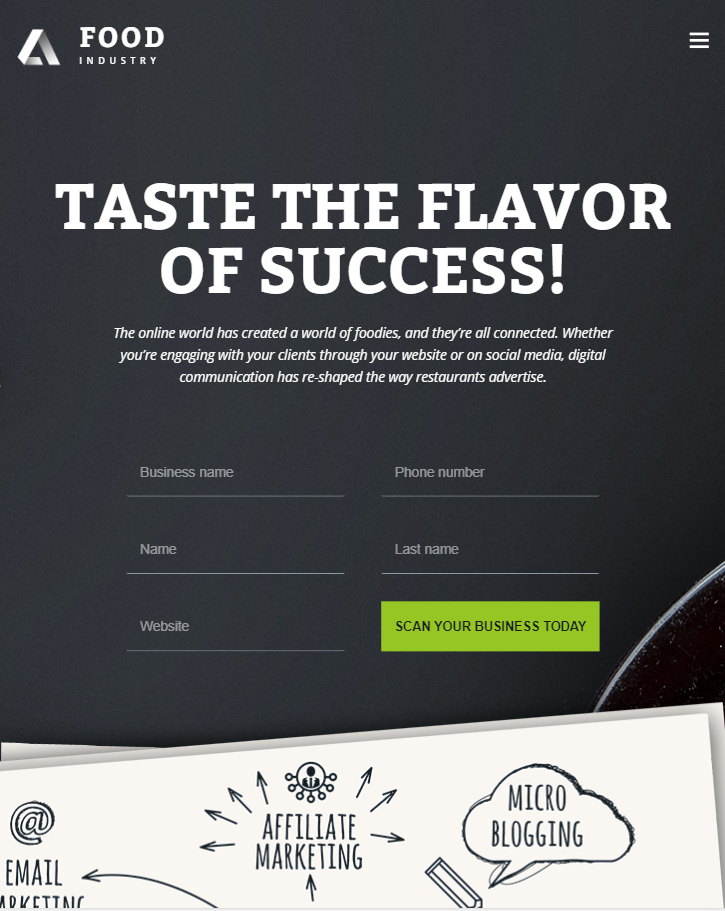 FOOD
INDUSTRY
TASTE THE FLAVOR
OF SUCCESS!
The online world has created a world of foodies, and they’re all connected. Whether
you’re engaging with your clients through your website or on social media, digital
communication has re-shaped the way restaurants advertise.
Business name
Phone number
Name
Last name
Website
SCAN YOUR BUSINESS TODAY
@
EMAIL
ARKETING
AFFILIATE
MARKETING
MICRO
BLOGGING